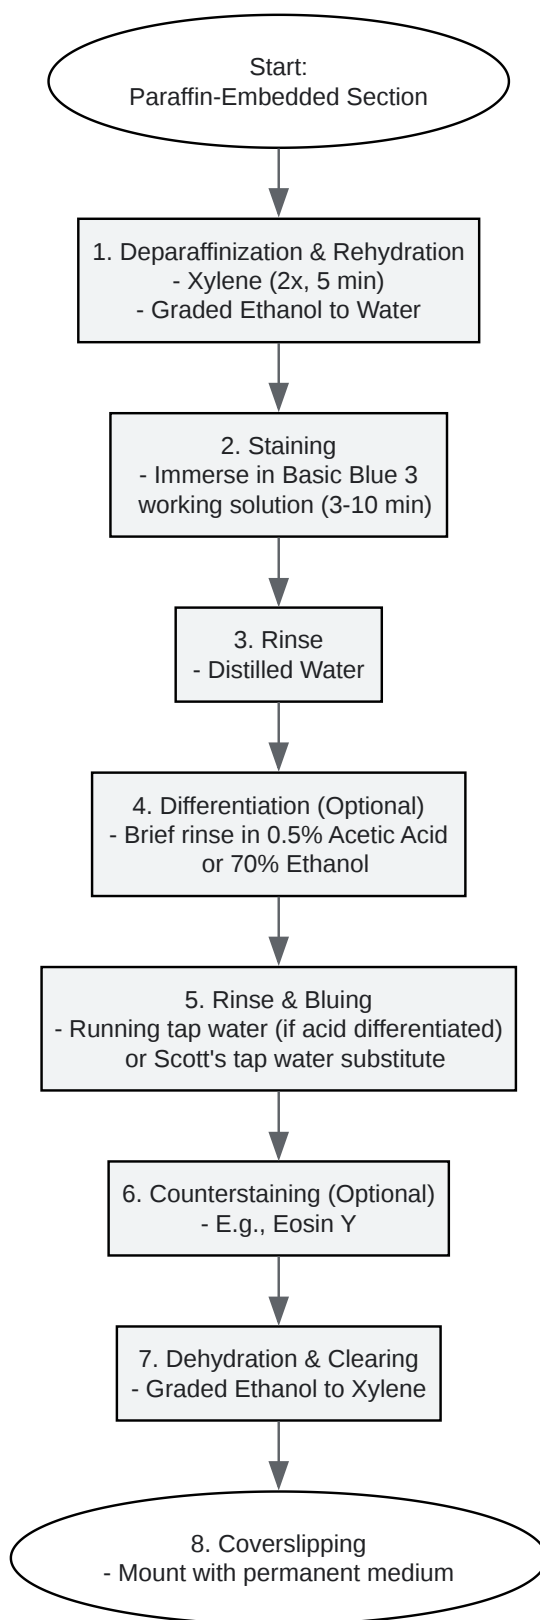 Start:
Paraffin-Embedded Section
1. Deparaffinization & Rehydration
- Xylene (2x, 5 min)
- Graded Ethanol to Water
2. Staining
- Immerse in Basic Blue 3
working solution (3-10 min)
3. Rinse
- Distilled Water
4. Differentiation (Optional)
- Brief rinse in 0.5% Acetic Acid
or 70% Ethanol
5. Rinse & Bluing
- Running tap water (if acid differentiated)
or Scott's tap water substitute
6. Counterstaining (Optional)
- E.g., Eosin Y
7. Dehydration & Clearing
- Graded Ethanol to Xylene
8. Coverslipping
- Mount with permanent medium